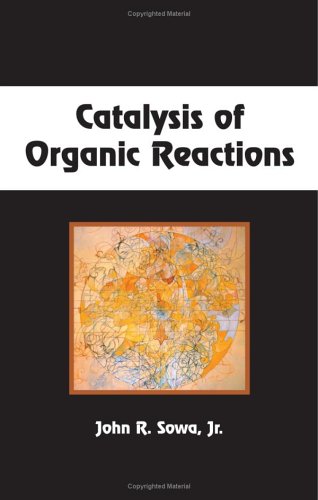 Copyrighted Material
Catalysis of
Organic Reactions
John R. Sowa, Jr.
Copyrighted Material